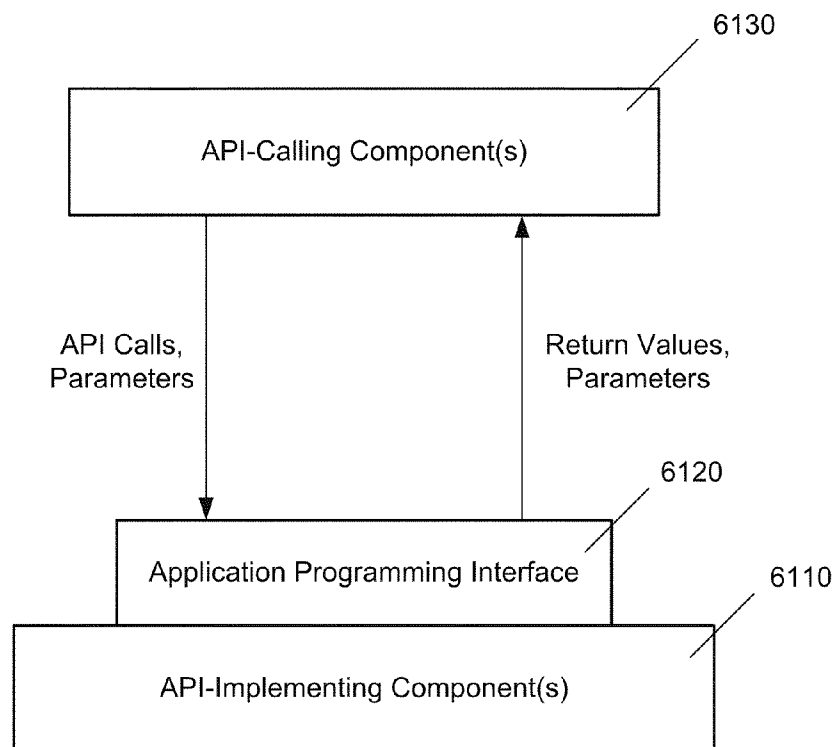 6130
API-Calling Component(s)
API Calls,
Parameters
Return Values,
Parameters
6120
Application Programming Interface
6110
API-Implementing Component(s)